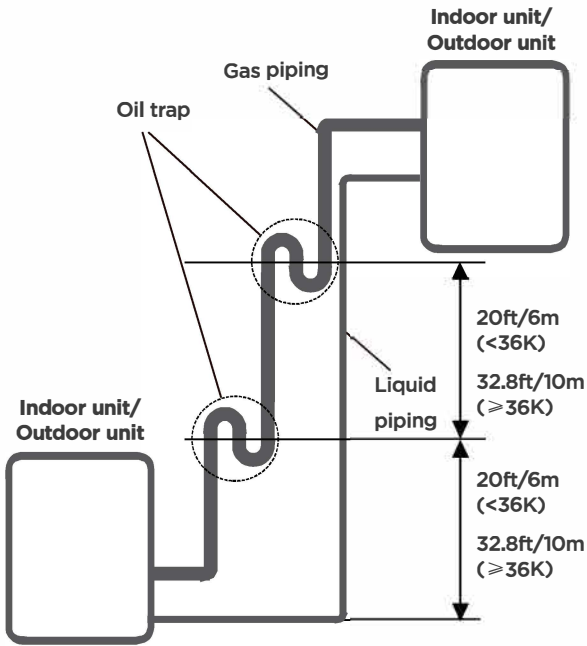 Indoor unit/
Outdoor unit
Gas piping
Oil trap
20ft/6m
(<36K)
32.8ft/10m
(⩾36K)
Liquid
piping
Indoor unit/
Outdoor unit
20ft/6m
(<36K)
32.8ft/10m
(⩾36K)